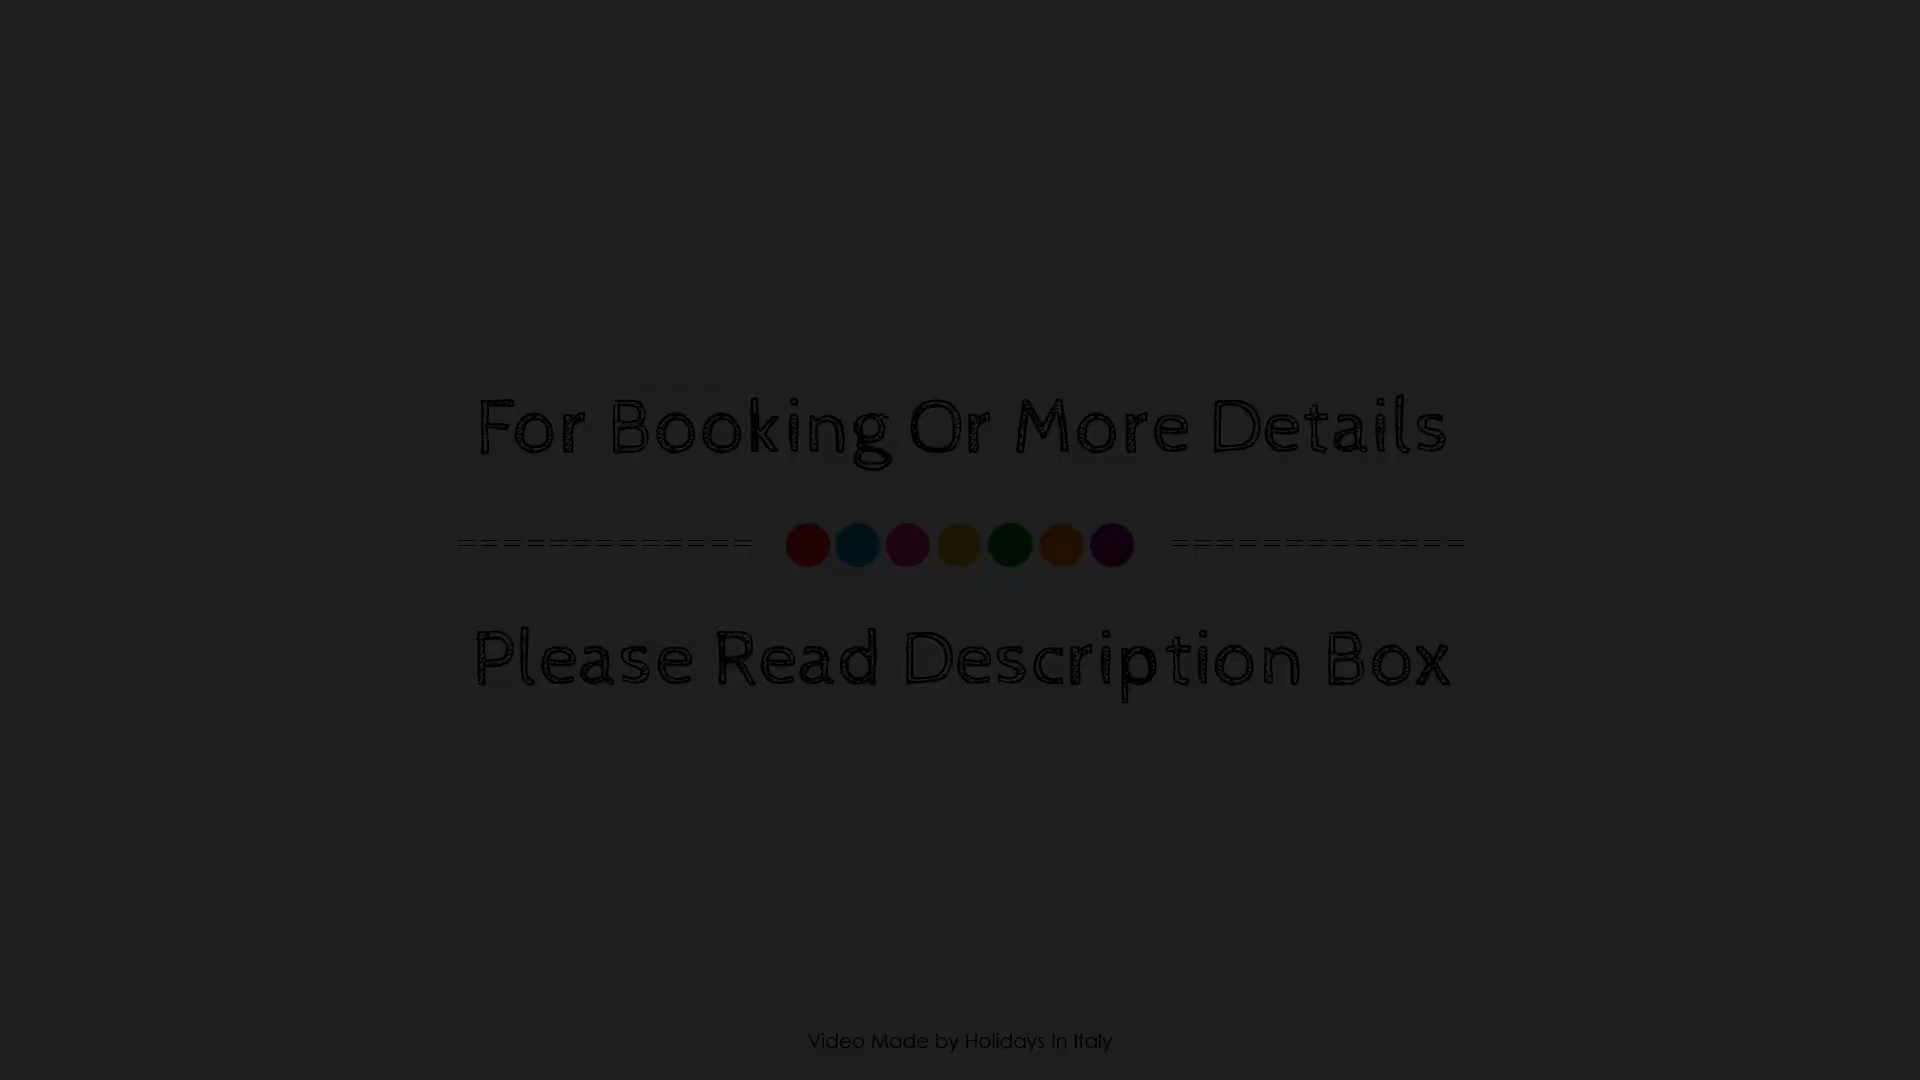 For Booking Or More Details
============= =============
Please Read Description Box
Video Made by Holidays In Italy